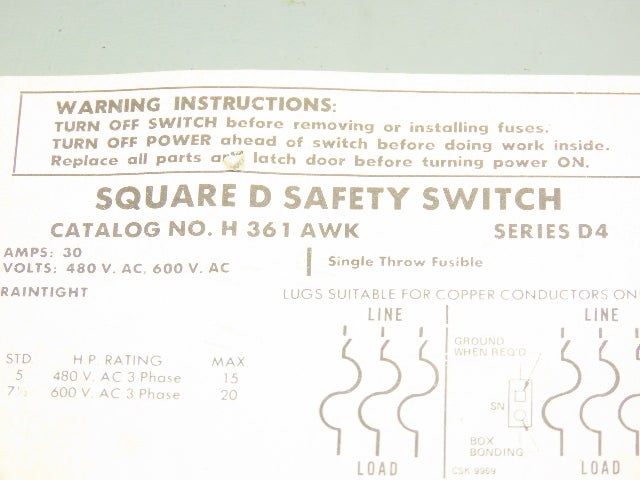 WARNING INSTRUCTIONS:
TURN OFF SWITCH before removing or installing fuses.
TURN OFF POWER ahead of switch before doing work inside.
Replace all parts and latch door before turning power ON.
SQUARE D SAFETY SWITCH
CATALOG NO. H 361 AWK SERIES D4
AMPS: 30
VOLTS: 480 V. AC, 600 V. AC
Single Throw Fusible
RAINTIGHT
LUGS SUITABLE FOR COPPER CONDUCTORS ON
STD H.P. RATING MAX
5 480 V. AC 3 Phase 15
7½ 600 V. AC 3 Phase 20
LINE
LOAD
LINE
GROUND
WHEN REQ'D
SN
BOX
BONDING
CSK 9969
LOAD